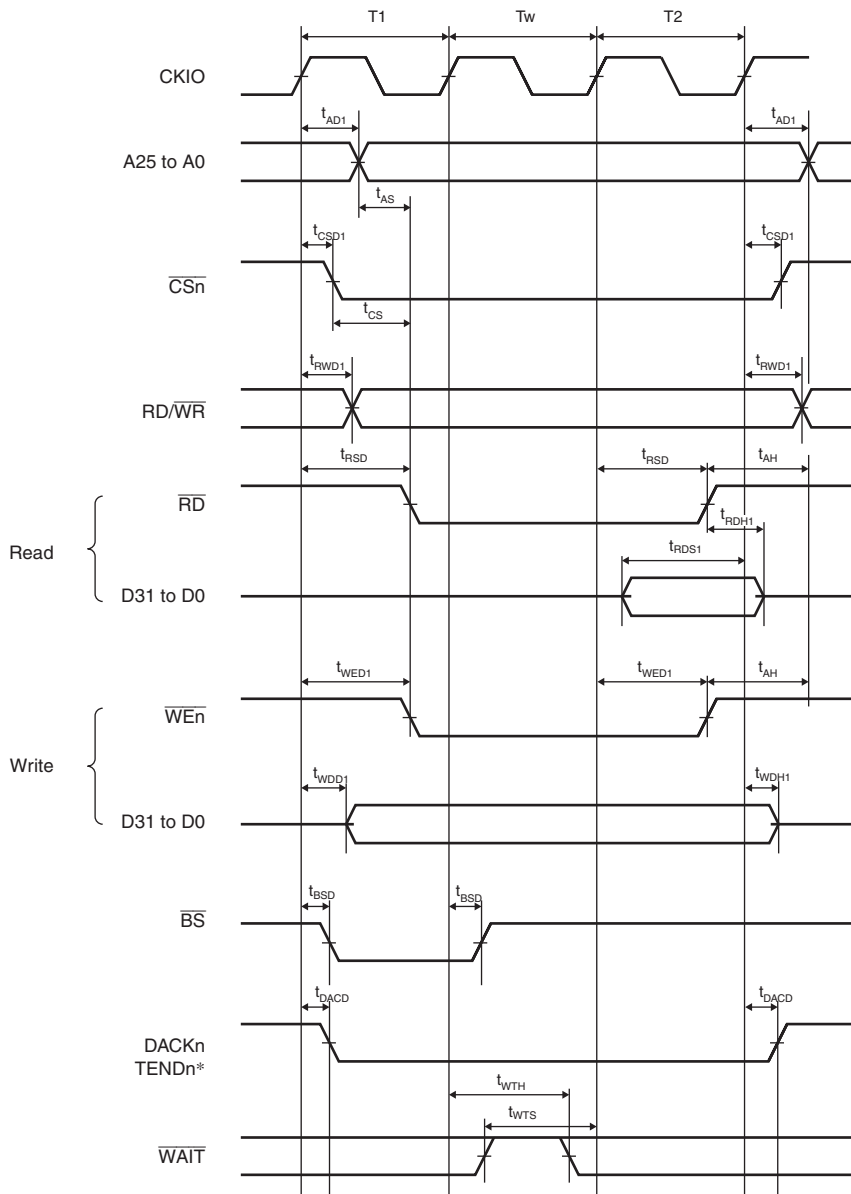 T1 Tw T2
CKIO
tAD1 tAD1
A25 to A0
tAS
tCSD1 tCSD1
CSn
tCS
tRWD1 tRWD1
RD/WR
tRSD tRSD tAH
RD
tRDH1
Read
tRDS1
D31 to D0
tWED1 tWED1 tAH
WEn
Write
tWDD1 tWDH1
D31 to D0
tBSD tBSD
BS
tDACD tDACD
DACKn
TENDn*
tWTH
tWTS
WAIT